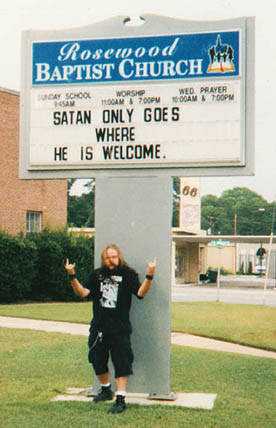 Rosewood
BAPTIST CHURCH
SUNDAY SCHOOL WORSHIP WED. PRAYER
9:45AM 11:00AM & 7:00PM 10:00AM & 7:00PM
SATAN ONLY GOES
WHERE
HE IS WELCOME.
66